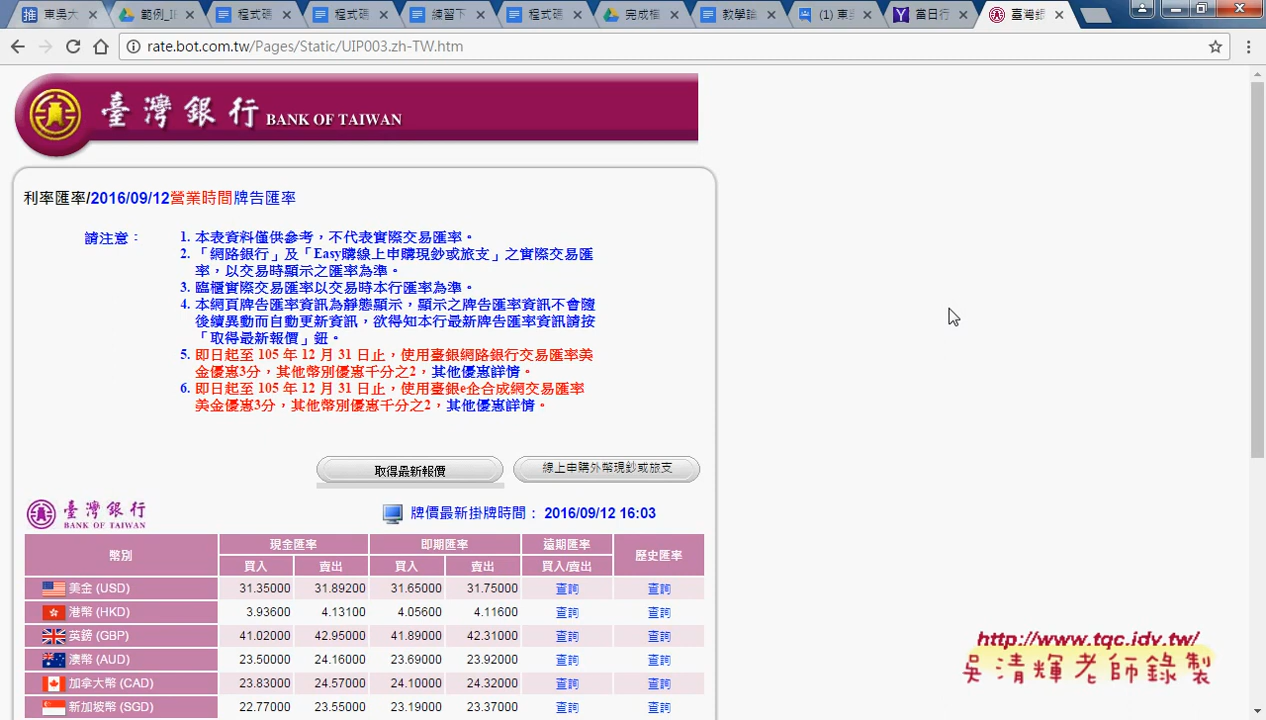 東吳大
範例_IE
程式碼
程式碼
練習下
程式碼
完成檔
教學論
(1) 東吳
當日行
臺灣銀
rate.bot.com.tw/Pages/Static/UIP003.zh-TW.htm
臺灣銀行 BANK OF TAIWAN
利率匯率/2016/09/12營業時間牌告匯率
請注意：
1. 本表資料僅供參考，不代表實際交易匯率。
2. 「網路銀行」及「Easy購線上申購現鈔或旅支」之實際交易匯
率，以交易時顯示之匯率為準。
3. 臨櫃實際交易匯率以交易時本行匯率為準。
4. 本網頁牌告匯率資訊為靜態顯示，顯示之牌告匯率資訊不會隨
後續異動而自動更新資訊，欲得知本行最新牌告匯率資訊請按
「取得最新報價」鈕。
5. 即日起至 105 年 12 月 31 日止，使用臺銀網路銀行交易匯率美
金優惠3分，其他幣別優惠千分之2，其他優惠詳情。
6. 即日起至 105 年 12 月 31 日止，使用臺銀e企合成網交易匯率
美金優惠3分，其他幣別優惠千分之2，其他優惠詳情。
取得最新報價 線上申購外幣現鈔或旅支
臺灣銀行
BANK OF TAIWAN
牌價最新掛牌時間： 2016/09/12 16:03
幣別 現金匯率 即期匯率 遠期匯率 歷史匯率
買入 賣出 買入 賣出 買入/賣出
美金 (USD) 31.35000 31.89200 31.65000 31.75000 查詢 查詢
港幣 (HKD) 3.93600 4.13100 4.05600 4.11600 查詢 查詢
英鎊 (GBP) 41.02000 42.95000 41.89000 42.31000 查詢 查詢
澳幣 (AUD) 23.50000 24.16000 23.69000 23.92000 查詢 查詢
加拿大幣 (CAD) 23.83000 24.57000 24.10000 24.32000 查詢 查詢
新加坡幣 (SGD) 22.77000 23.55000 23.19000 23.37000 查詢 查詢
http://www.tqc.idv.tw/
吳清輝老師錄製